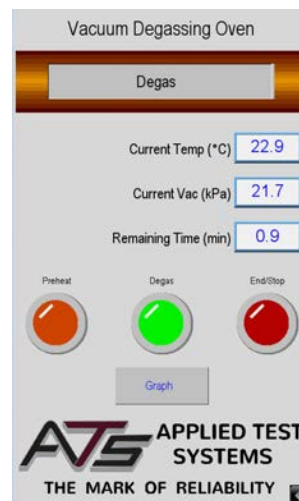 Vacuum Degassing Oven
Degas
Current Temp (°C) 22.9
Current Vac (kPa) 21.7
Remaining Time (min) 0.9
Preheat Degas End/Stop
Graph
ATS APPLIED TEST
SYSTEMS
THE MARK OF RELIABILITY